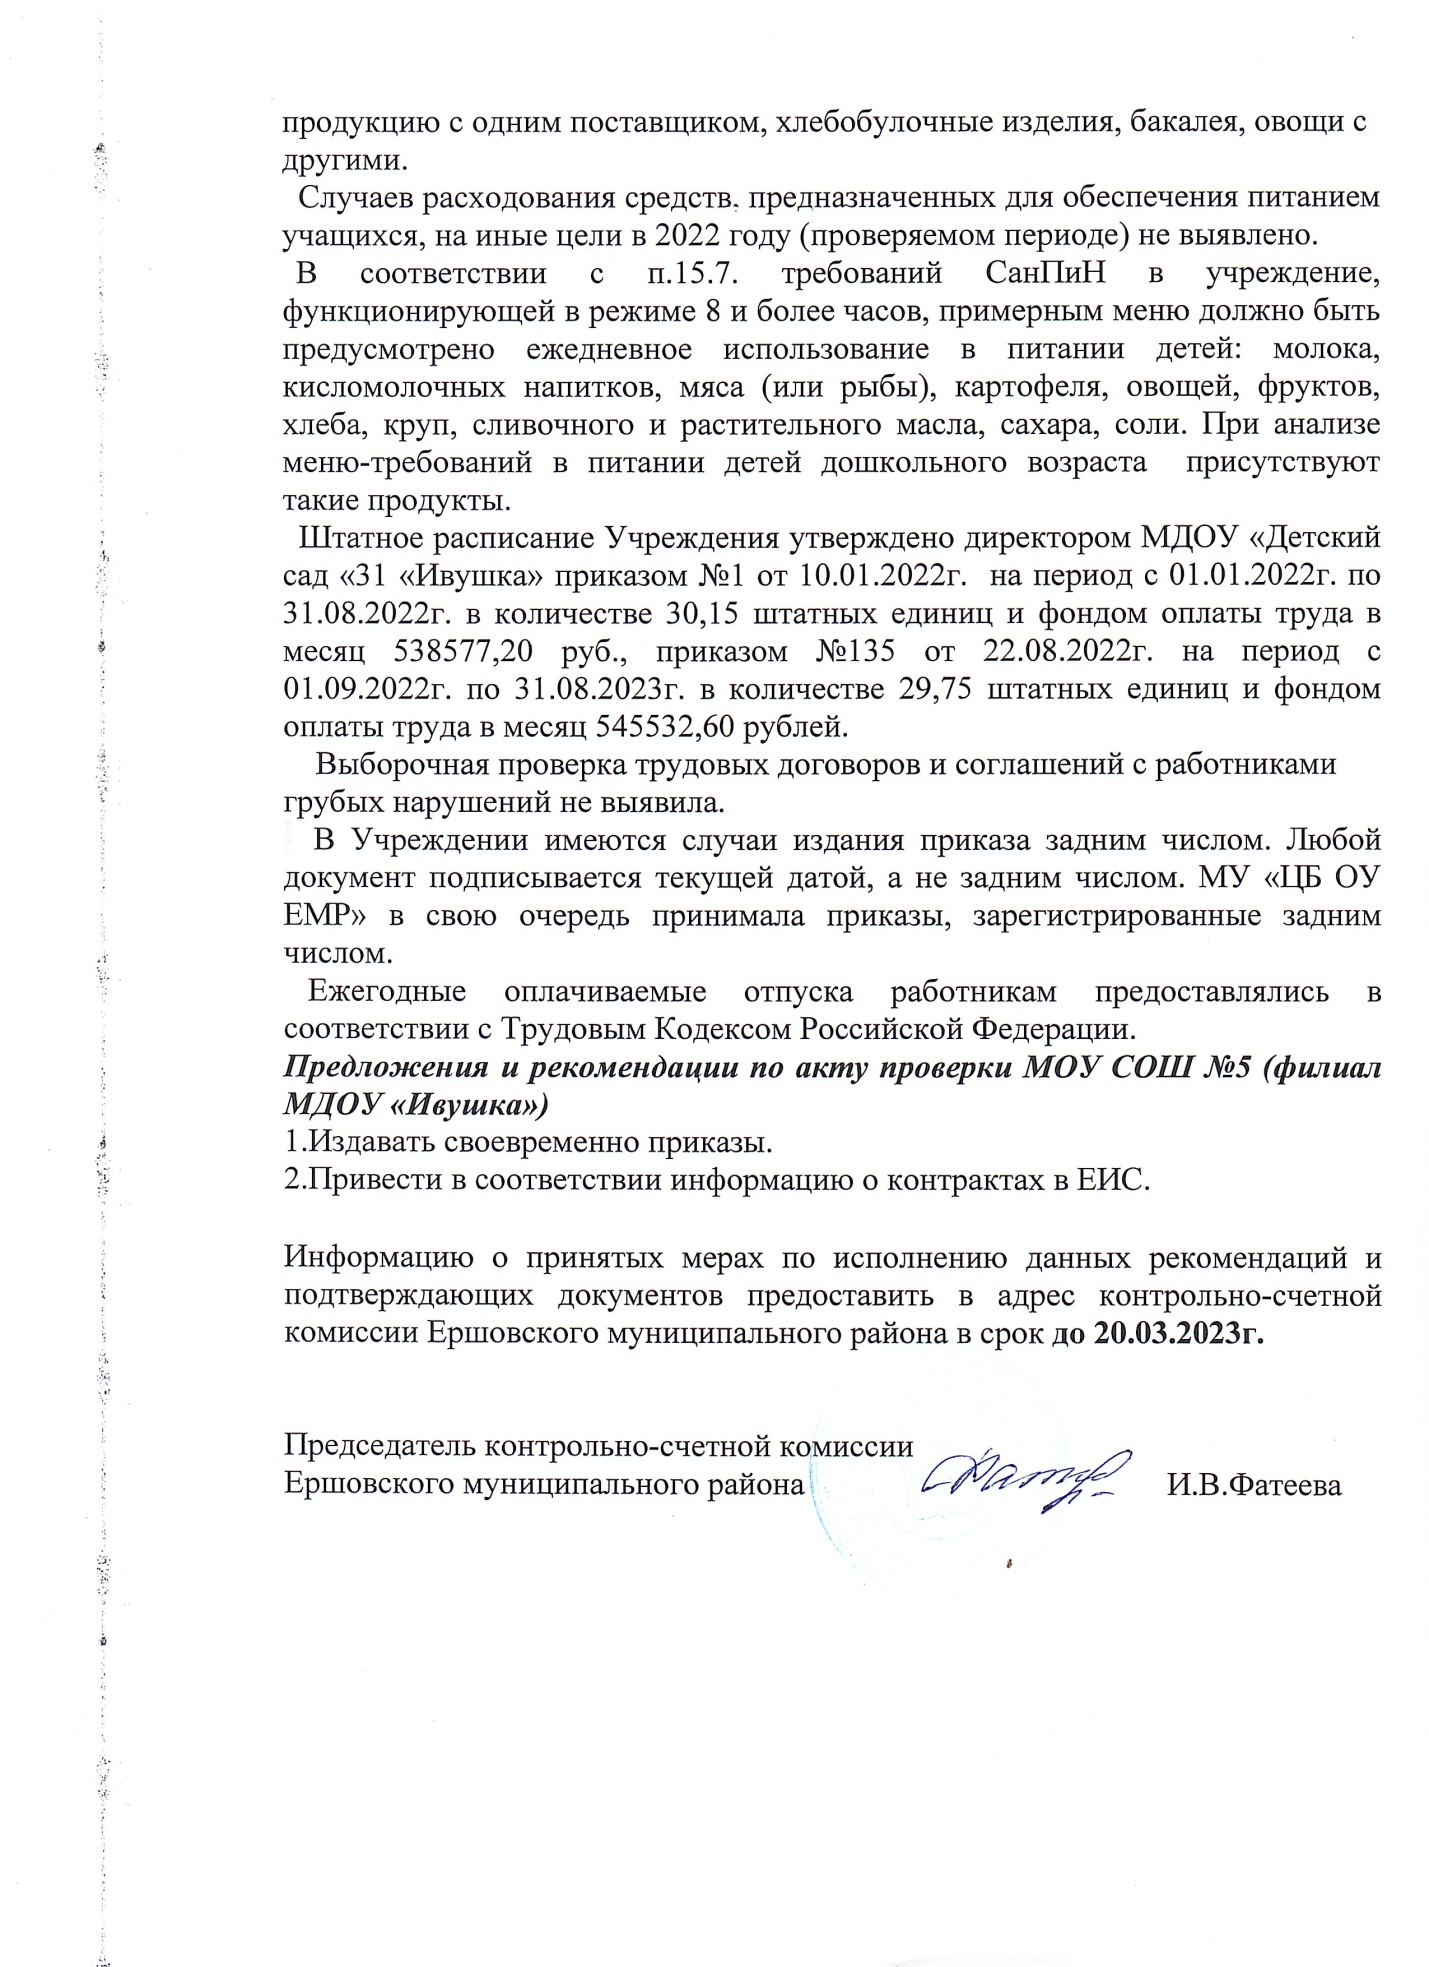 продукцию с одним поставщиком, хлебобулочные изделия, бакалея, овощи с
другими.
Случаев расходования средств, предназначенных для обеспечения питанием
учащихся, на иные цели в 2022 году (проверяемом периоде) не выявлено.
В соответствии с п.15.7. требований СанПиН в учреждение,
функционирующей в режиме 8 и более часов, примерным меню должно быть
предусмотрено ежедневное использование в питании детей: молока,
кисломолочных напитков, мяса (или рыбы), картофеля, овощей, фруктов,
хлеба, круп, сливочного и растительного масла, сахара, соли. При анализе
меню-требований в питании детей дошкольного возраста присутствуют
такие продукты.
Штатное расписание Учреждения утверждено директором МДОУ «Детский
сад «31 «Ивушка» приказом №1 от 10.01.2022г. на период с 01.01.2022г. по
31.08.2022г. в количестве 30,15 штатных единиц и фондом оплаты труда в
месяц 538577,20 руб., приказом №135 от 22.08.2022г. на период с
01.09.2022г. по 31.08.2023г. в количестве 29,75 штатных единиц и фондом
оплаты труда в месяц 545532,60 рублей.
Выборочная проверка трудовых договоров и соглашений с работниками
грубых нарушений не выявила.
В Учреждении имеются случаи издания приказа задним числом. Любой
документ подписывается текущей датой, а не задним числом. МУ «ЦБ ОУ
ЕМР» в свою очередь принимала приказы, зарегистрированные задним
числом.
Ежегодные оплачиваемые отпуска работникам предоставлялись в
соответствии с Трудовым Кодексом Российской Федерации.
Предложения и рекомендации по акту проверки МОУ СОШ №5 (филиал
МДОУ «Ивушка»)
1.Издавать своевременно приказы.
2.Привести в соответствии информацию о контрактах в ЕИС.
Информацию о принятых мерах по исполнению данных рекомендаций и
подтверждающих документов предоставить в адрес контрольно-счетной
комиссии Ершовского муниципального района в срок до 20.03.2023г.
Председатель контрольно-счетной комиссии
Ершовского муниципального района И.В.Фатеева